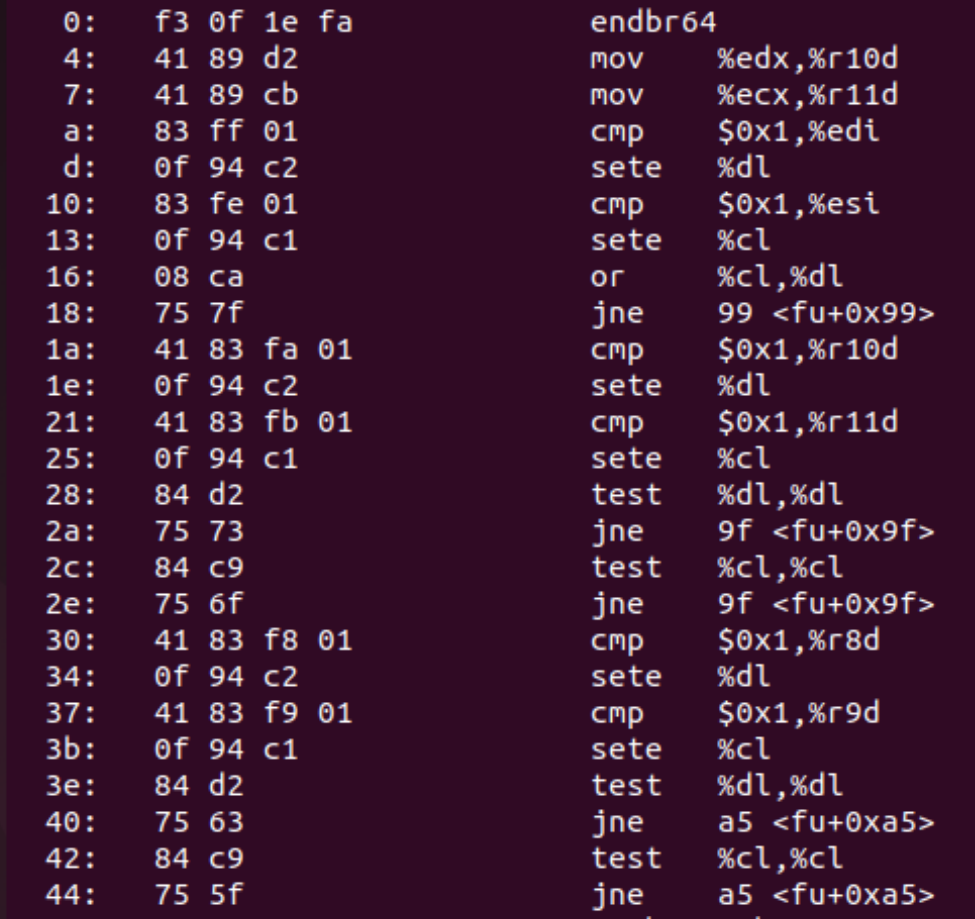 0: f3 0f 1e fa endbr64
4: 41 89 d2 mov %edx,%r10d
7: 41 89 cb mov %ecx,%r11d
a: 83 ff 01 cmp $0x1,%edi
d: 0f 94 c2 sete %dl
10: 83 fe 01 cmp $0x1,%esi
13: 0f 94 c1 sete %cl
16: 08 ca or %cl,%dl
18: 75 7f jne 99 <fu+0x99>
1a: 41 83 fa 01 cmp $0x1,%r10d
1e: 0f 94 c2 sete %dl
21: 41 83 fb 01 cmp $0x1,%r11d
25: 0f 94 c1 sete %cl
28: 84 d2 test %dl,%dl
2a: 75 73 jne 9f <fu+0x9f>
2c: 84 c9 test %cl,%cl
2e: 75 6f jne 9f <fu+0x9f>
30: 41 83 f8 01 cmp $0x1,%r8d
34: 0f 94 c2 sete %dl
37: 41 83 f9 01 cmp $0x1,%r9d
3b: 0f 94 c1 sete %cl
3e: 84 d2 test %dl,%dl
40: 75 63 jne a5 <fu+0xa5>
42: 84 c9 test %cl,%cl
44: 75 5f jne a5 <fu+0xa5>